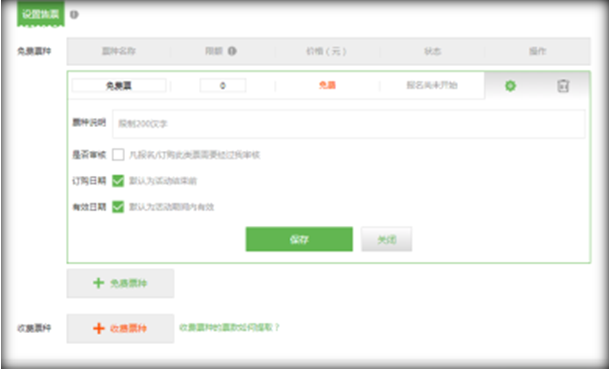 设置售票
免费票种
票种名称 限额 价格（元） 状态 操作
免费票 0 免费 报名尚未开始
票种说明 限制200汉字
是否审核 凡报名/订购此类票需要经过我审核
订购日期 默认为活动结束前
有效日期 默认为活动期间内有效
保存 关闭
+ 免费票种
收费票种 + 收费票种 收费票种的票款如何提取？